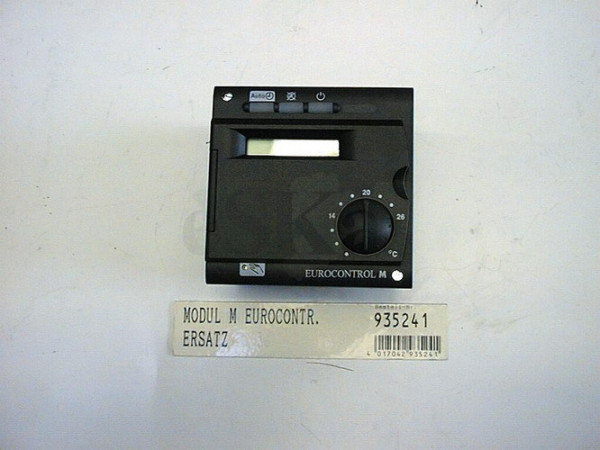 Auto
20
14
26
°C
EUROCONTROL M
MODUL M EUROCONTR.
935241
ERSATZ
4 017042 935241